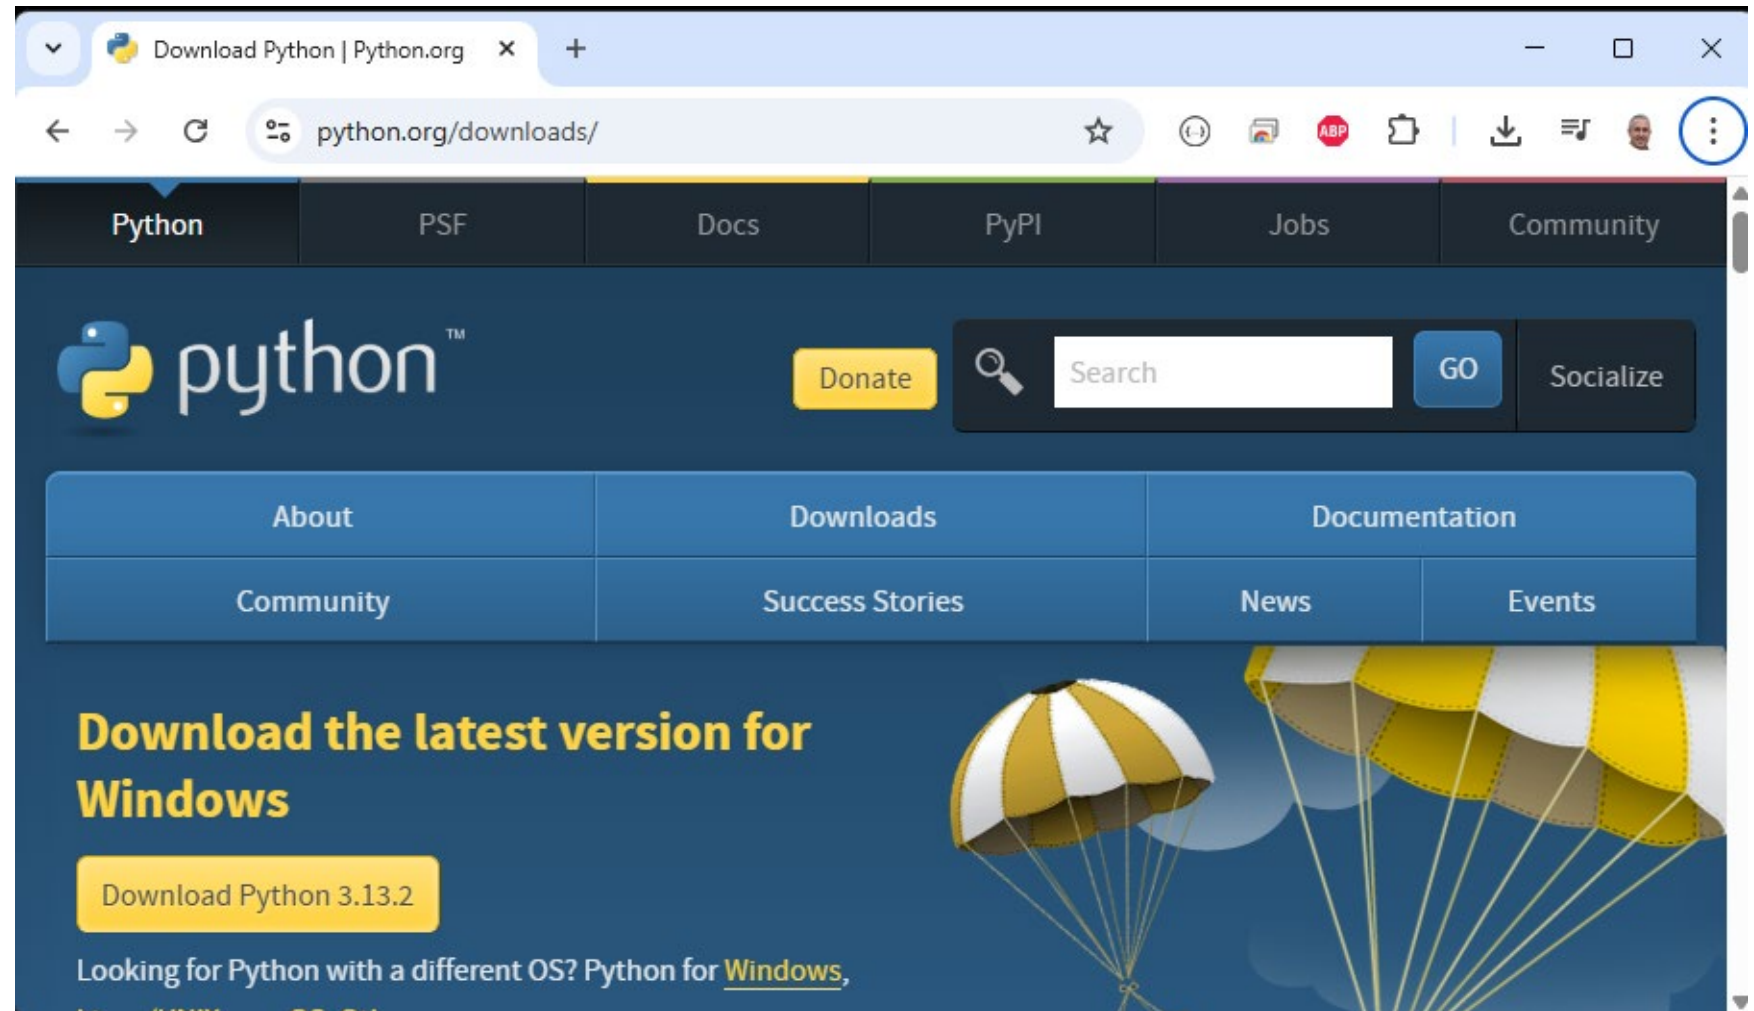 Download Python | Python.org
python.org/downloads/
ABP
Python PSF Docs PyPI Jobs Community
python™
Donate
Search
GO
Socialize
About Downloads Documentation
Community Success Stories News Events
Download the latest version for
Windows
Download Python 3.13.2
Looking for Python with a different OS? Python for Windows,